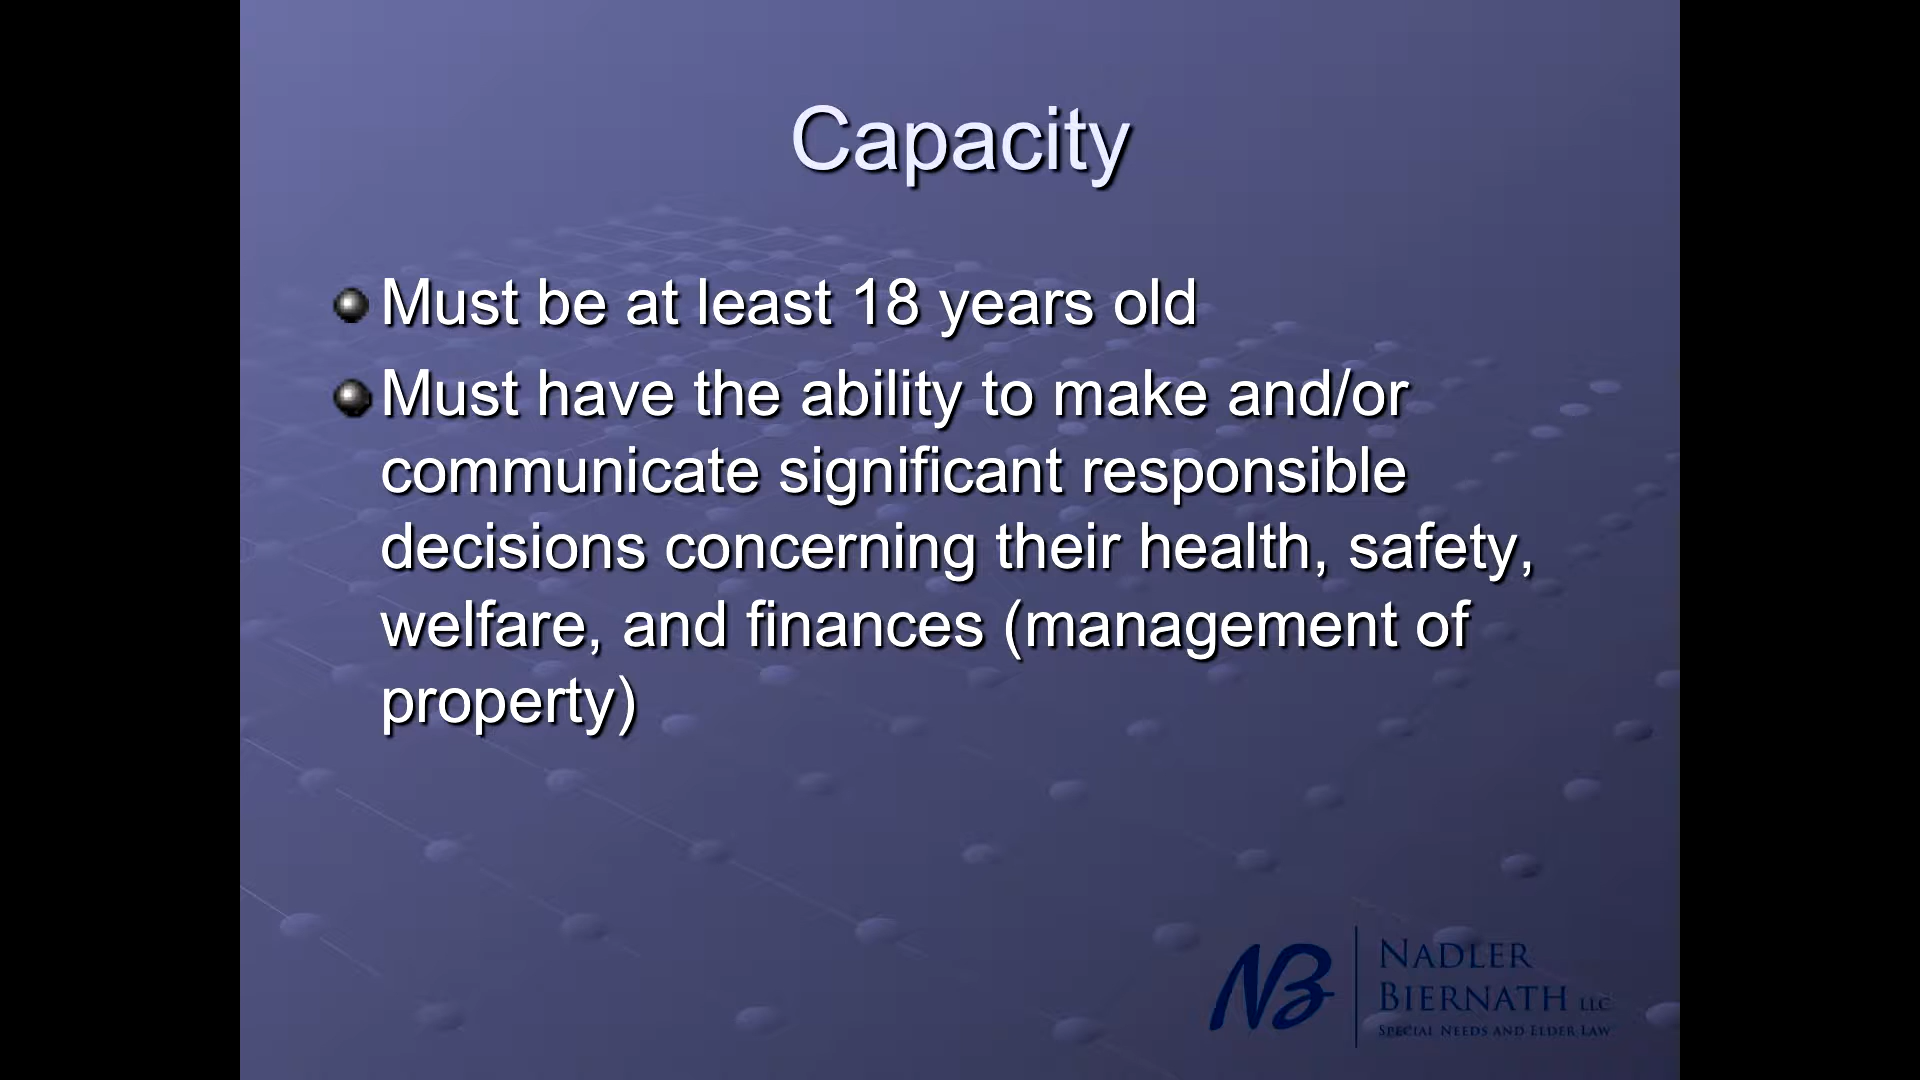 Capacity
Must be at least 18 years old
Must have the ability to make and/or
communicate significant responsible
decisions concerning their health, safety,
welfare, and finances (management of
property)
NB
NADLER
BIERNATH LLC
SPECIAL NEEDS AND ELDER LAW